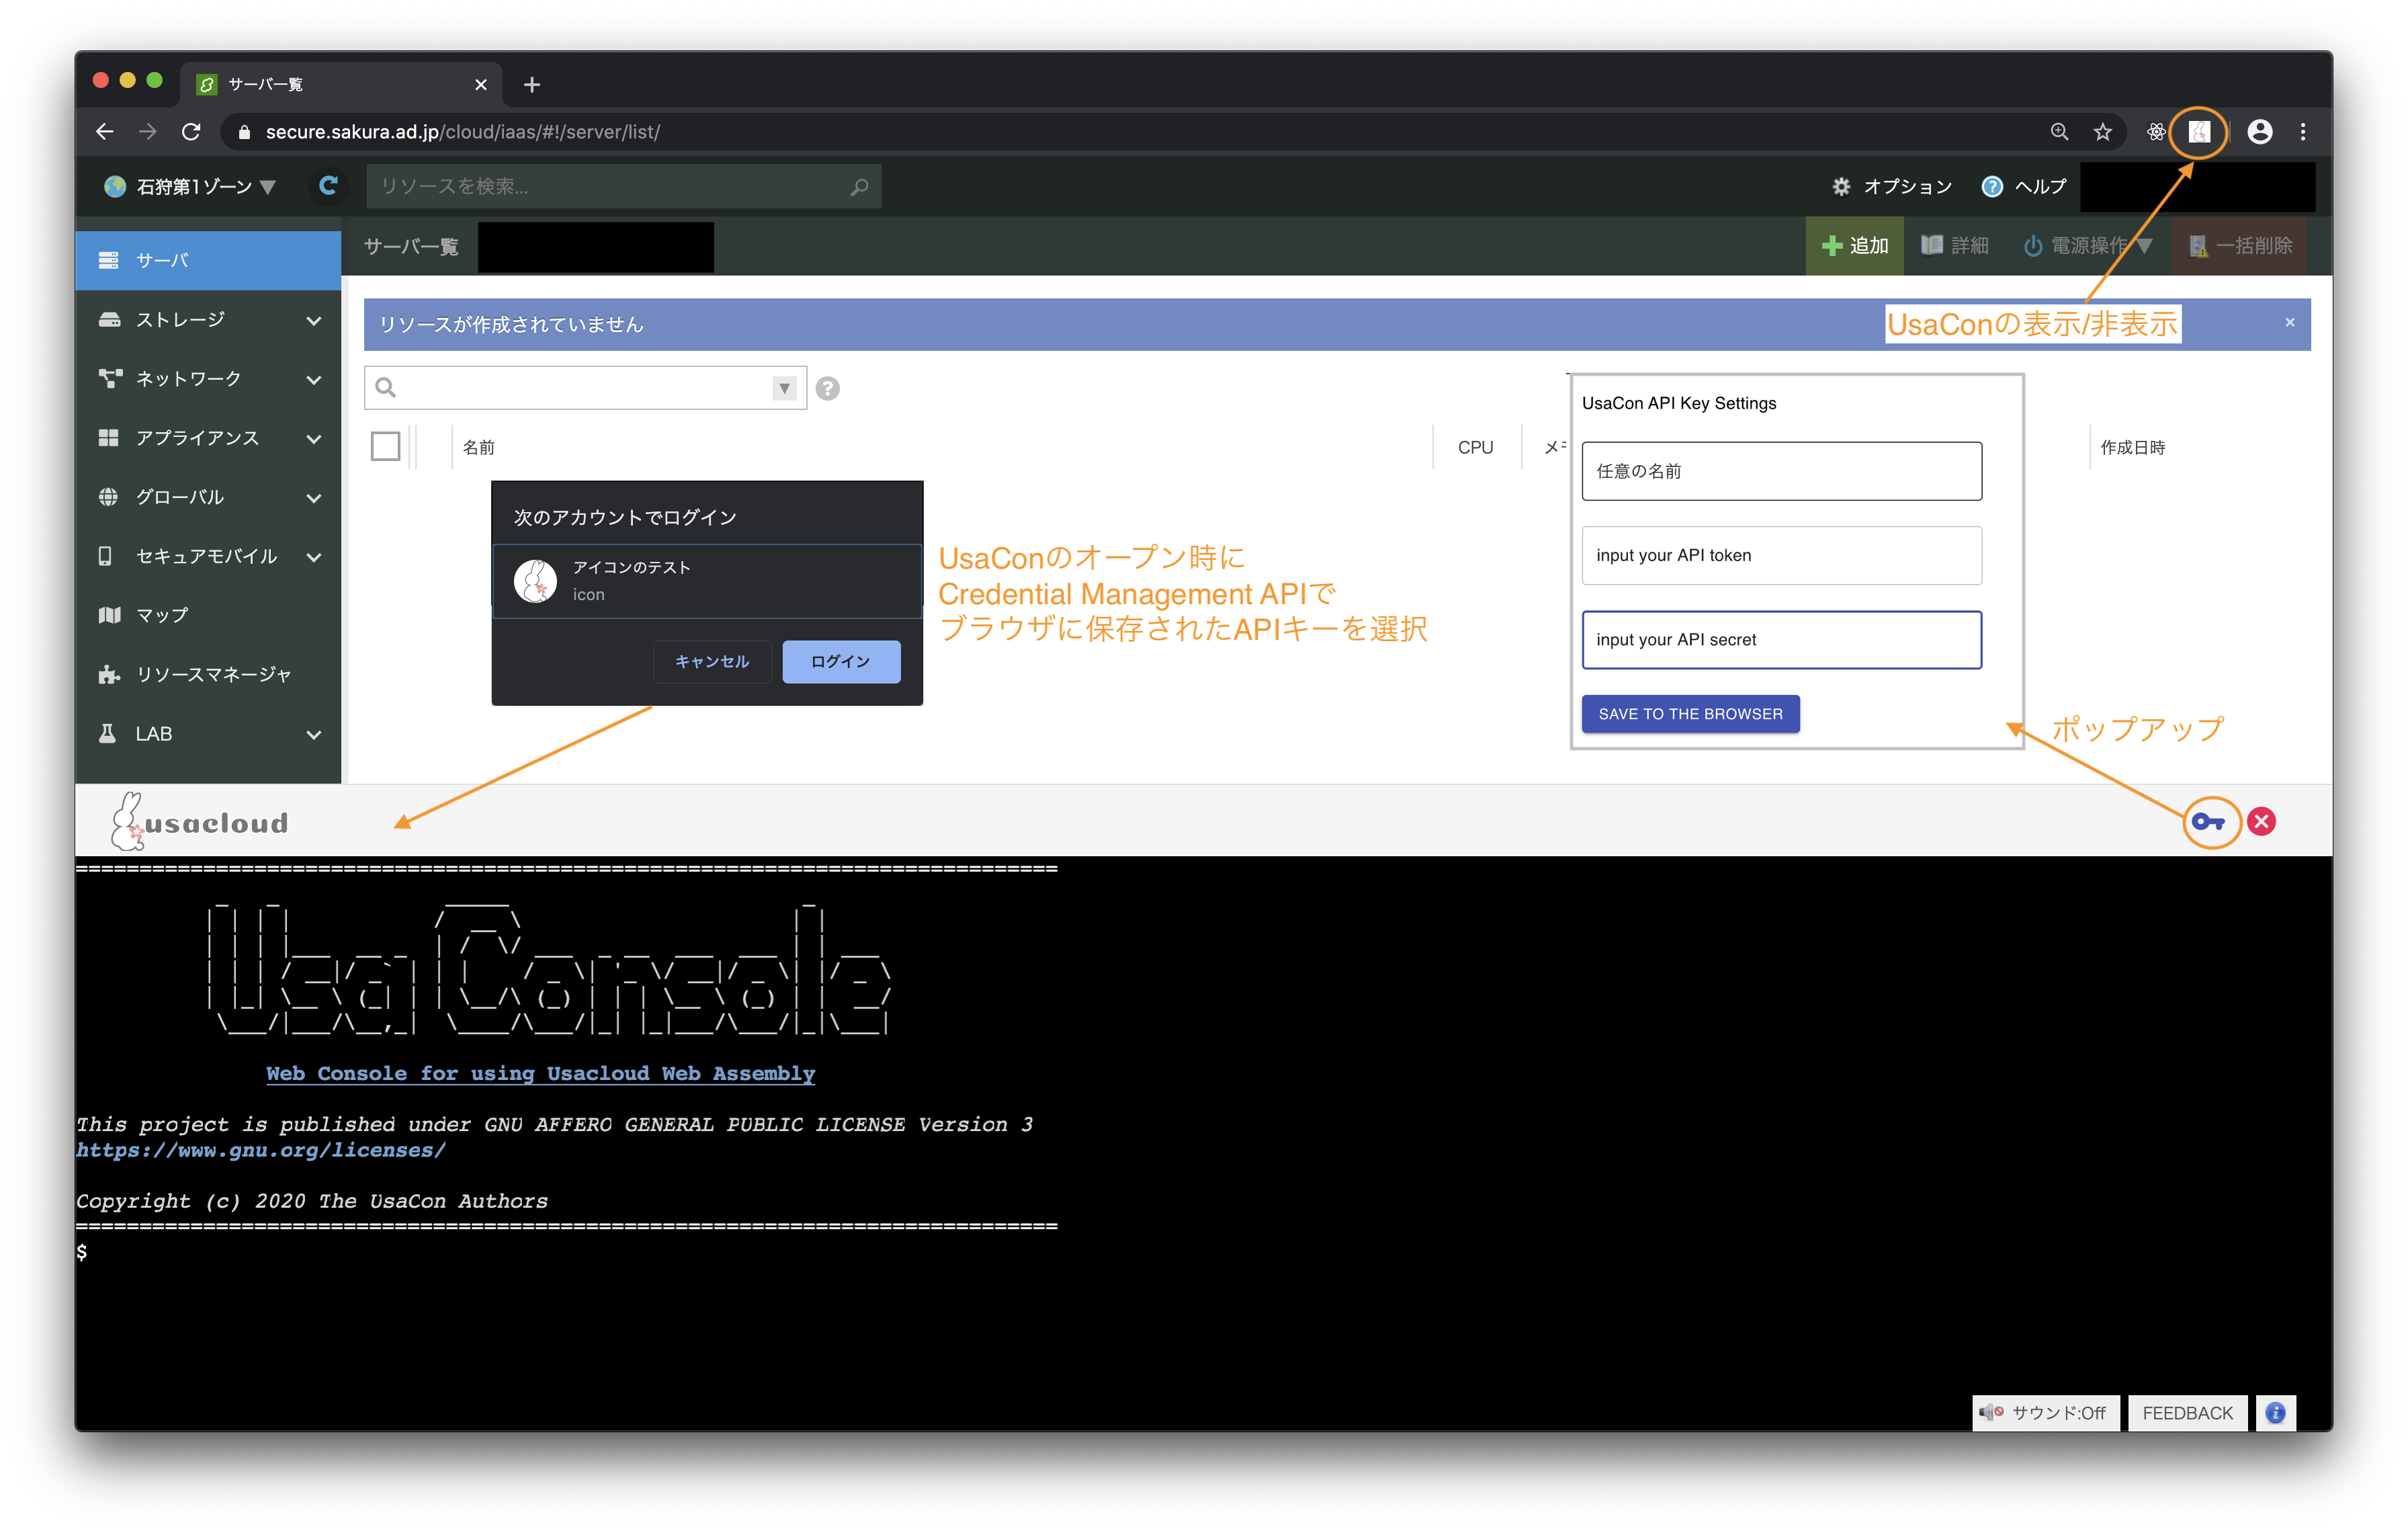 サーバ一覧
secure.sakura.ad.jp/cloud/iaas/#!/server/list/
石狩第1ゾーン
リソースを検索...
オプション
ヘルプ
サーバ
サーバ一覧
追加
詳細
電源操作
一括削除
ストレージ
ネットワーク
アプライアンス
グローバル
セキュアモバイル
マップ
リソースマネージャ
LAB
リソースが作成されていません
UsaConの表示/非表示
名前
CPU
メモ
作成日時
次のアカウントでログイン
アイコンのテスト
icon
キャンセル
ログイン
UsaConのオープン時に
Credential Management APIで
ブラウザに保存されたAPIキーを選択
UsaCon API Key Settings
任意の名前
input your API token
input your API secret
SAVE TO THE BROWSER
ポップアップ
usacloud
UsaConsole
Web Console for using Usacloud Web Assembly
This project is published under GNU AFFERO GENERAL PUBLIC LICENSE Version 3
https://www.gnu.org/licenses/
Copyright (c) 2020 The UsaCon Authors
$
サウンド:Off
FEEDBACK